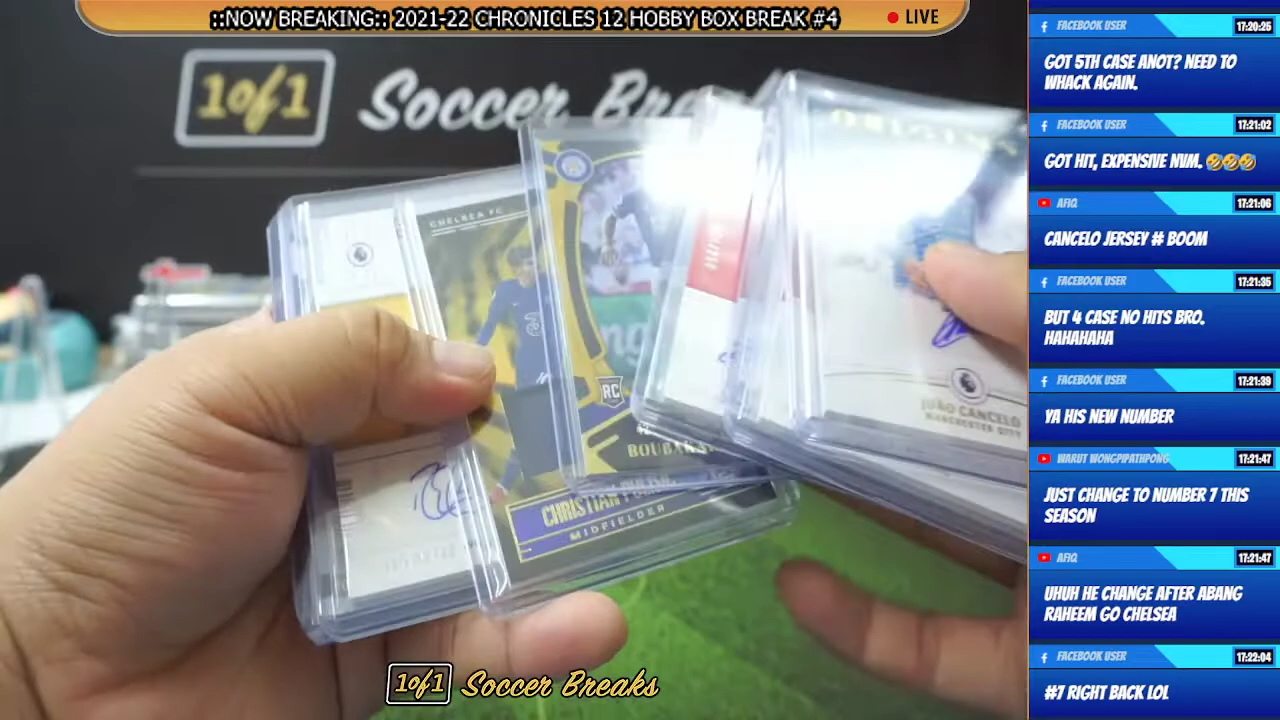 ::NOW BREAKING:: 2021-22 CHRONICLES 12 HOBBY BOX BREAK #4
LIVE
1of1 Soccer Breaks
CHELSEA FC
RC
CHRISTIAN
MIDFIELDER
JOÃO CANCELO
MANCHESTER CITY
1of1 Soccer Breaks
FACEBOOK USER 17:20:25
GOT 5TH CASE ANOT? NEED TO
WHACK AGAIN.
FACEBOOK USER 17:21:02
GOT HIT, EXPENSIVE NVM. 🤣🤣🤣
AFIQ 17:21:06
CANCELO JERSEY # BOOM
FACEBOOK USER 17:21:35
BUT 4 CASE NO HITS BRO.
HAHAHAHA
FACEBOOK USER 17:21:39
YA HIS NEW NUMBER
WARUT WONGPIPATHPONG 17:21:47
JUST CHANGE TO NUMBER 7 THIS
SEASON
AFIQ 17:21:47
UHUH HE CHANGE AFTER ABANG
RAHEEM GO CHELSEA
FACEBOOK USER 17:22:04
#7 RIGHT BACK LOL